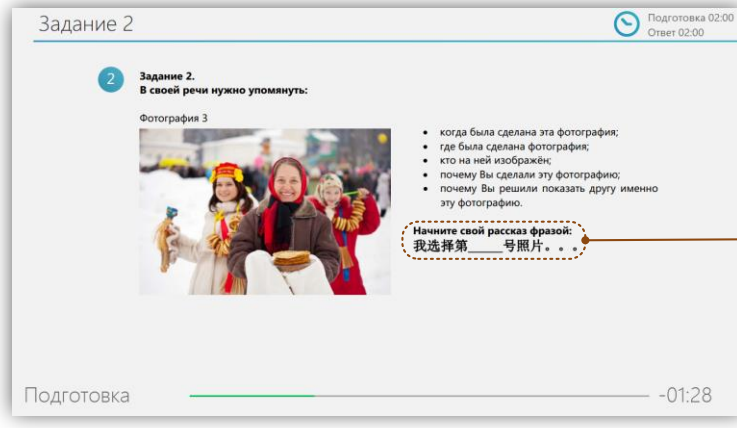 Задание 2
Подготовка 02:00
Ответ 02:00
2
Задание 2.
В своей речи нужно упомянуть:
Фотография 3
• когда была сделана эта фотография;
• где была сделана фотография;
• кто на ней изображён;
• почему Вы сделали эту фотографию;
• почему Вы решили показать другу именно
эту фотографию.
Начните свой рассказ фразой:
我选择第____号照片。。。
Подготовка
-01:28